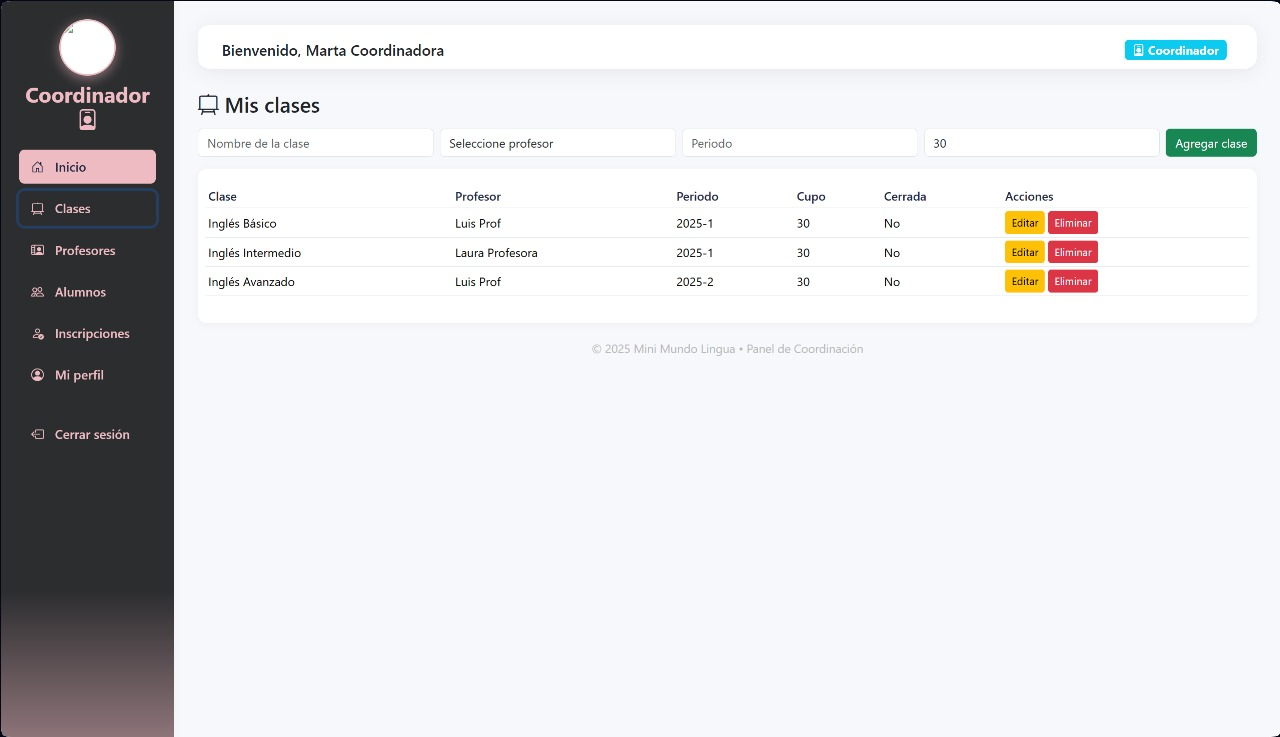 Coordinador
Inicio
Clases
Profesores
Alumnos
Inscripciones
Mi perfil
Cerrar sesión
Bienvenido, Marta Coordinadora
Coordinador
Mis clases
Nombre de la clase Seleccione profesor Periodo 30 Agregar clase
Clase Profesor Periodo Cupo Cerrada Acciones
Inglés Básico Luis Prof 2025-1 30 No Editar Eliminar
Inglés Intermedio Laura Profesora 2025-1 30 No Editar Eliminar
Inglés Avanzado Luis Prof 2025-2 30 No Editar Eliminar
© 2025 Mini Mundo Lingua • Panel de Coordinación